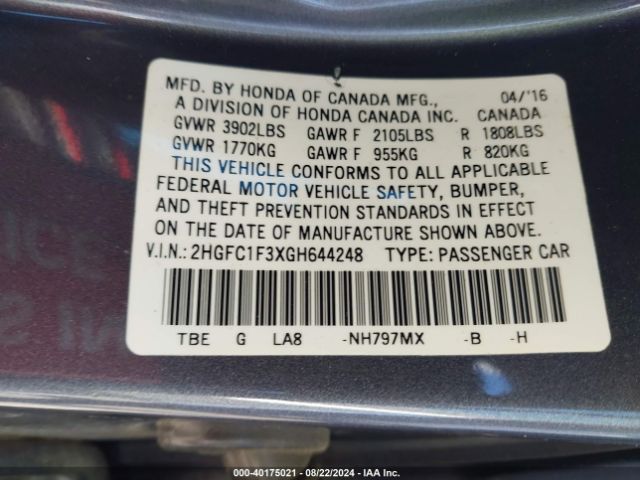 MFD. BY HONDA OF CANADA MFG., 04/'16
A DIVISION OF HONDA CANADA INC. CANADA
GVWR 3902LBS GAWR F 2105LBS R 1808LBS
GVWR 1770KG GAWR F 955KG R 820KG
THIS VEHICLE CONFORMS TO ALL APPLICABLE
FEDERAL MOTOR VEHICLE SAFETY, BUMPER,
AND THEFT PREVENTION STANDARDS IN EFFECT
ON THE DATE OF MANUFACTURE SHOWN ABOVE.
V.I.N.: 2HGFC1F3XGH644248 TYPE: PASSENGER CAR
TBE G LA8 -NH797MX -B -H
000-40175021 - 08/22/2024 - IAA Inc.